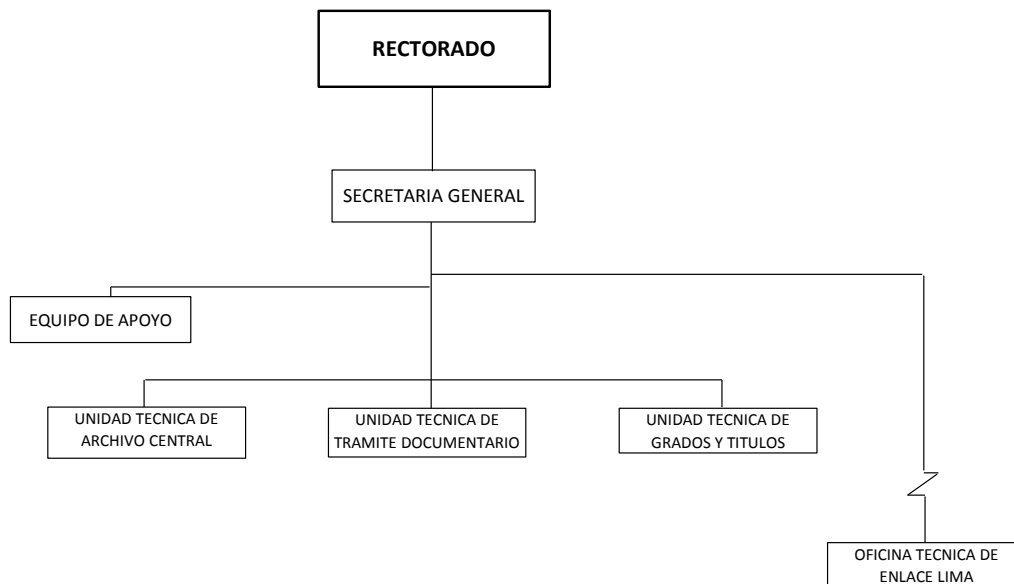 RECTORADO
SECRETARIA GENERAL
EQUIPO DE APOYO
UNIDAD TECNICA DE
ARCHIVO CENTRAL
UNIDAD TECNICA DE
TRAMITE DOCUMENTARIO
UNIDAD TECNICA DE
GRADOS Y TITULOS
OFICINA TECNICA DE
ENLACE LIMA